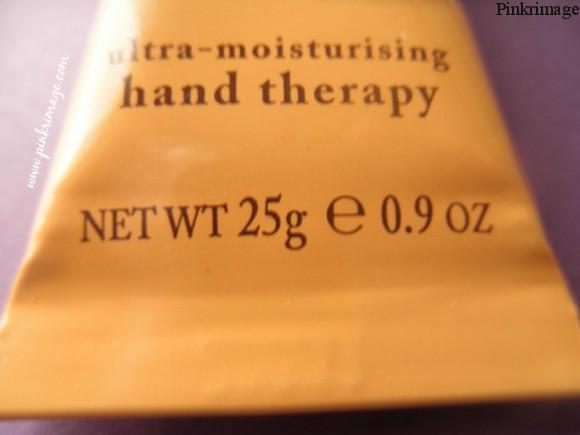 Pinkrimage
www.pinkrimage.com
ultra-moisturising
hand therapy
NET WT 25g ℮ 0.9 OZ